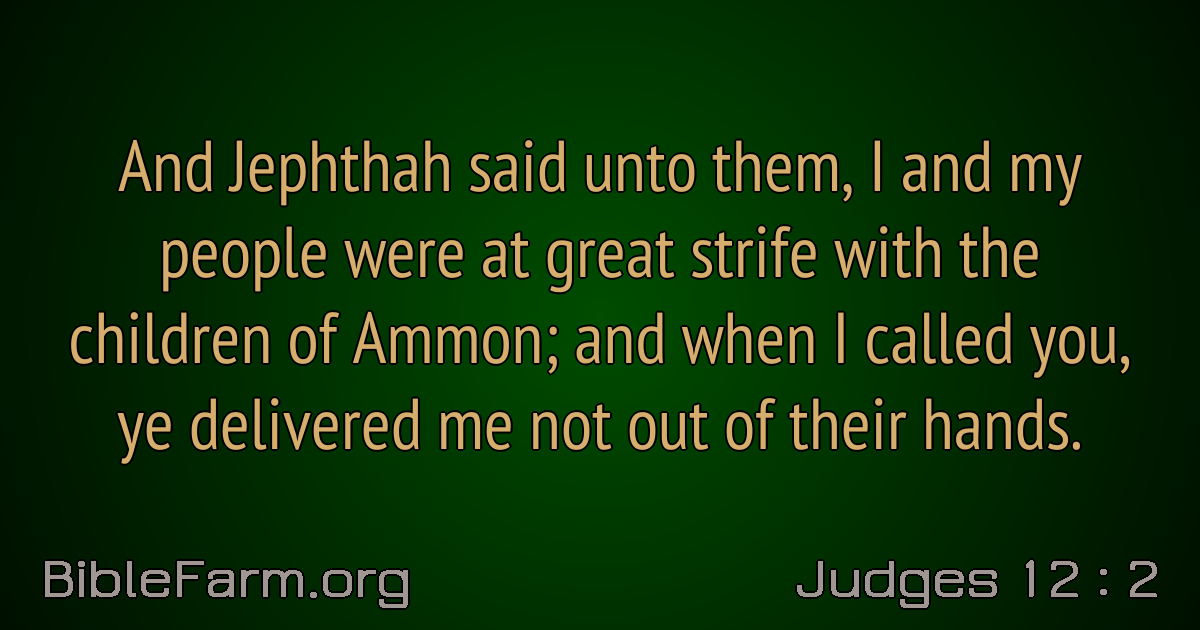 And Jephthah said unto them, I and my
people were at great strife with the
children of Ammon; and when I called you,
ye delivered me not out of their hands.
BibleFarm.org
Judges 12 : 2